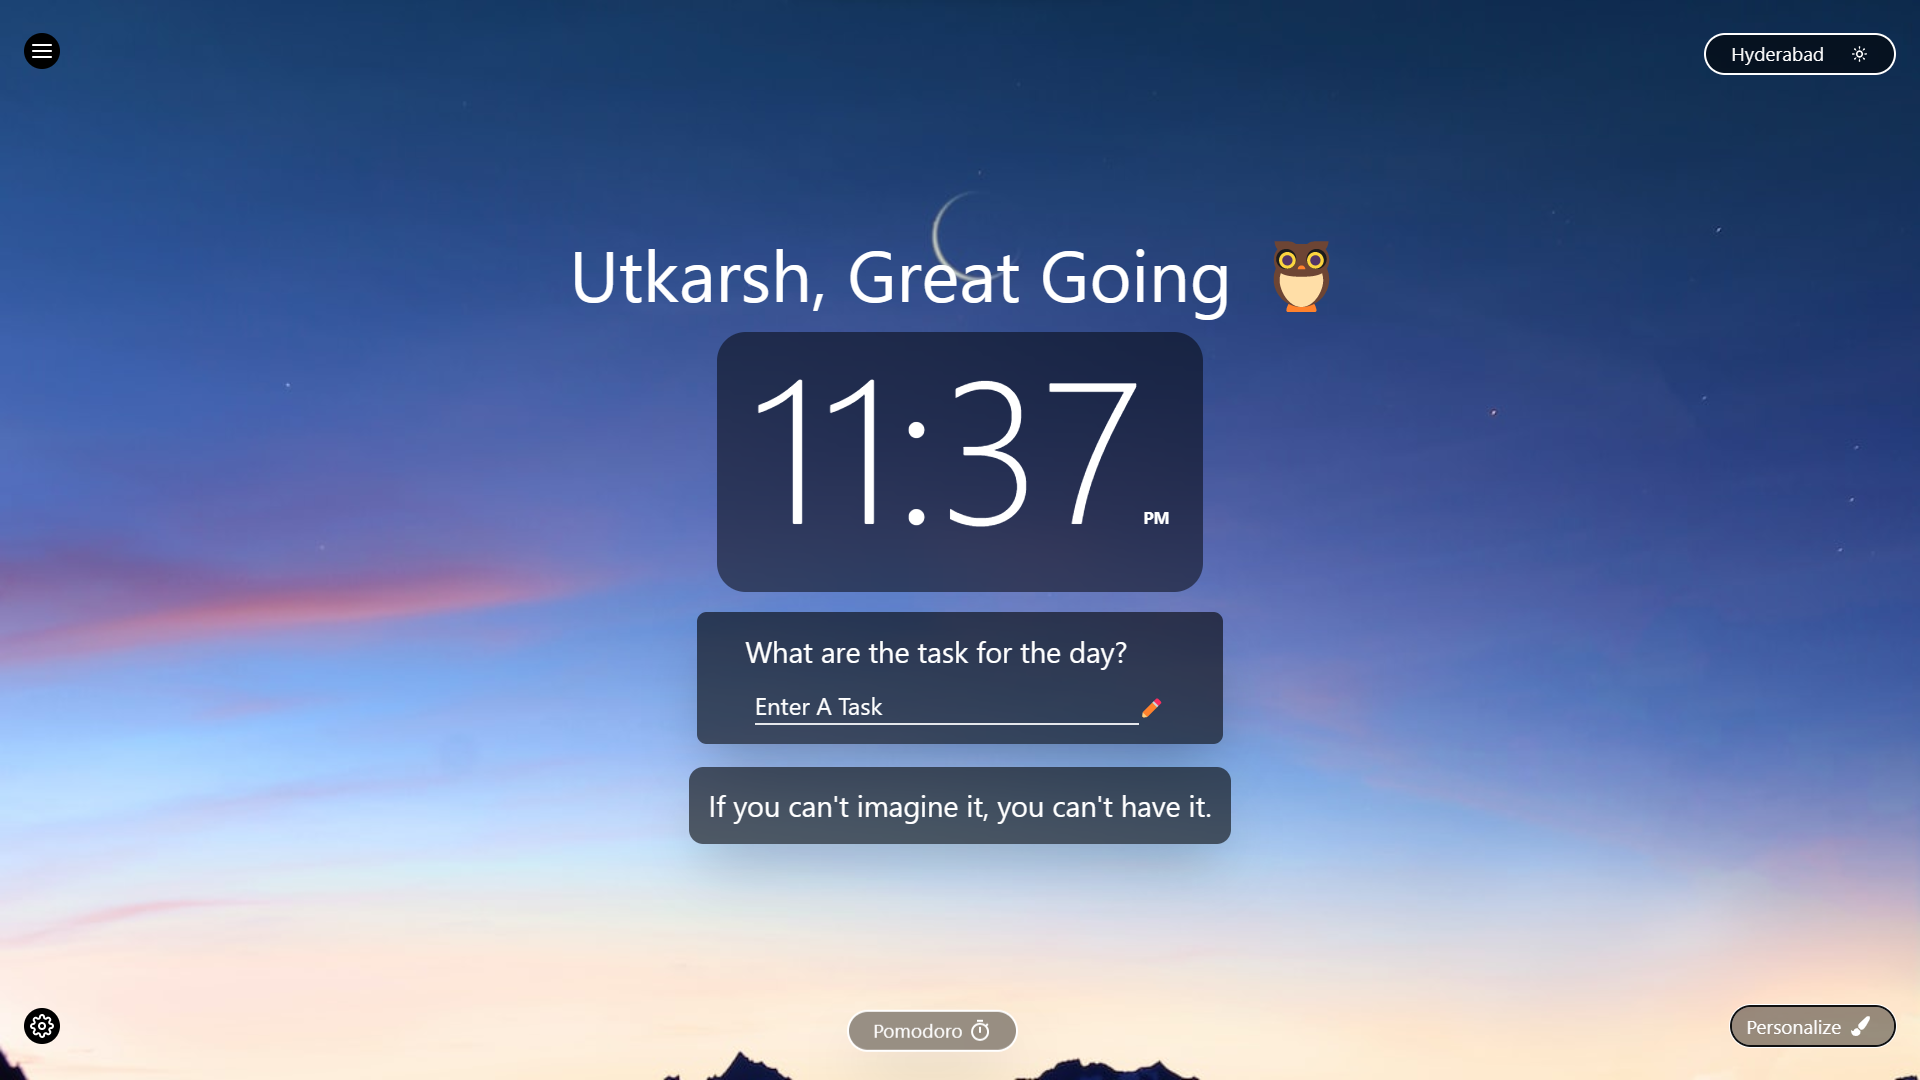 Hyderabad
Utkarsh, Great Going
11:37 PM
What are the task for the day?
Enter A Task
If you can't imagine it, you can't have it.
Pomodoro
Personalize